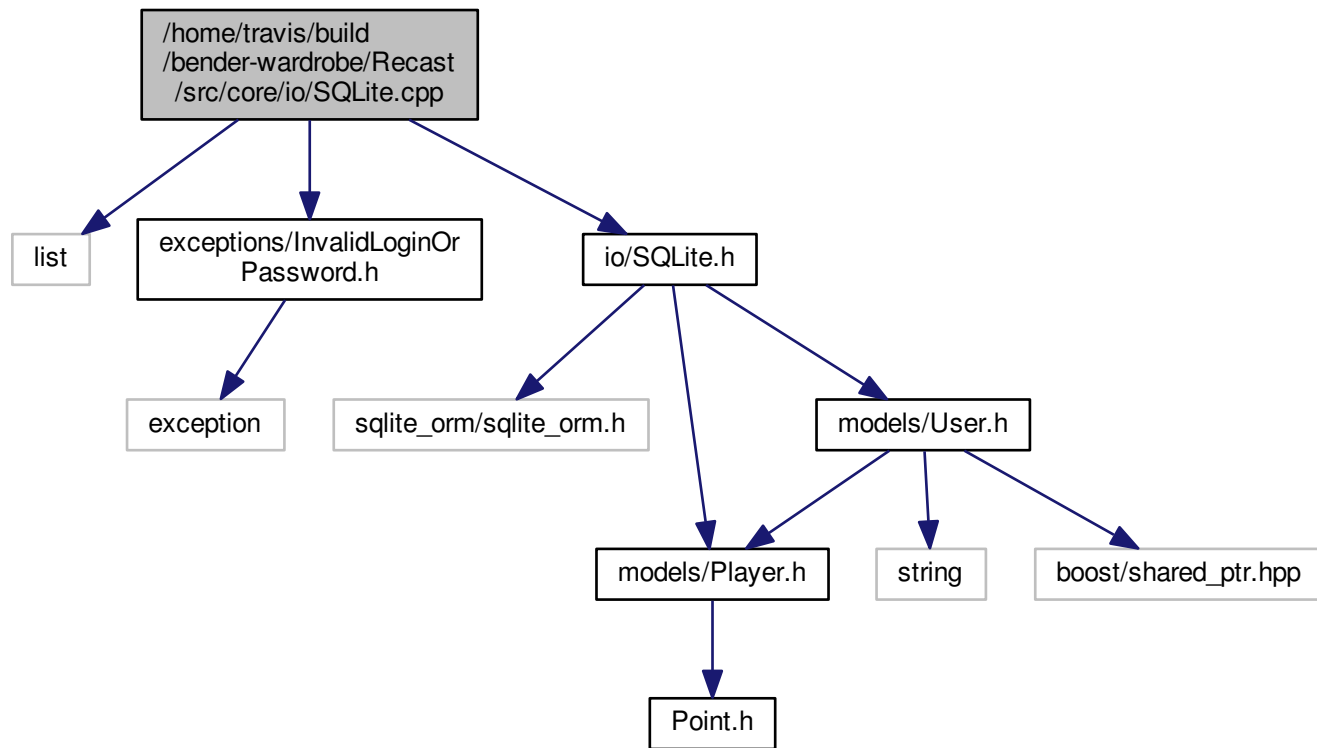 /home/travis/build
/bender-wardrobe/Recast
/src/core/io/SQLite.cpp
list
exceptions/InvalidLoginOr
Password.h
io/SQLite.h
exception
sqlite_orm/sqlite_orm.h
models/User.h
models/Player.h
string
boost/shared_ptr.hpp
Point.h